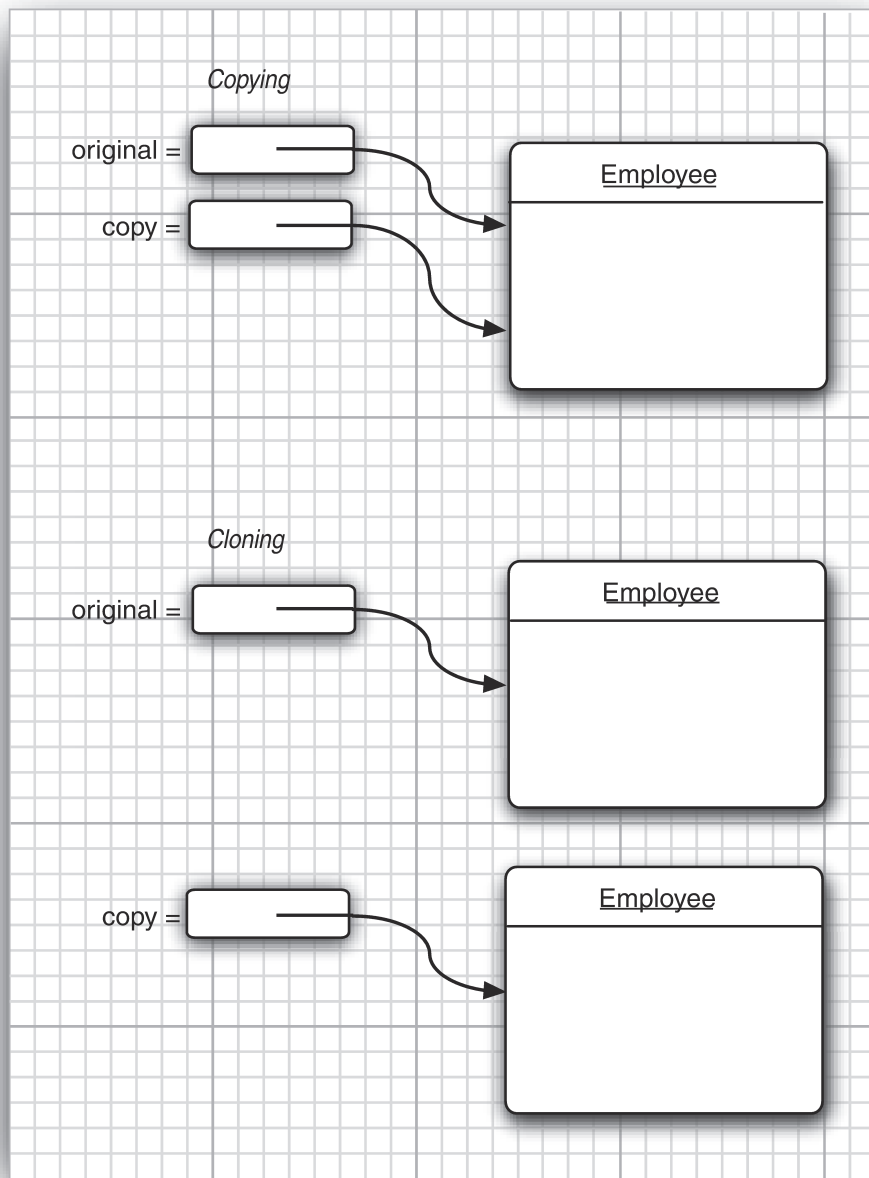 Copying
original =
Employee
copy =
Cloning
original =
Employee
copy =
Employee